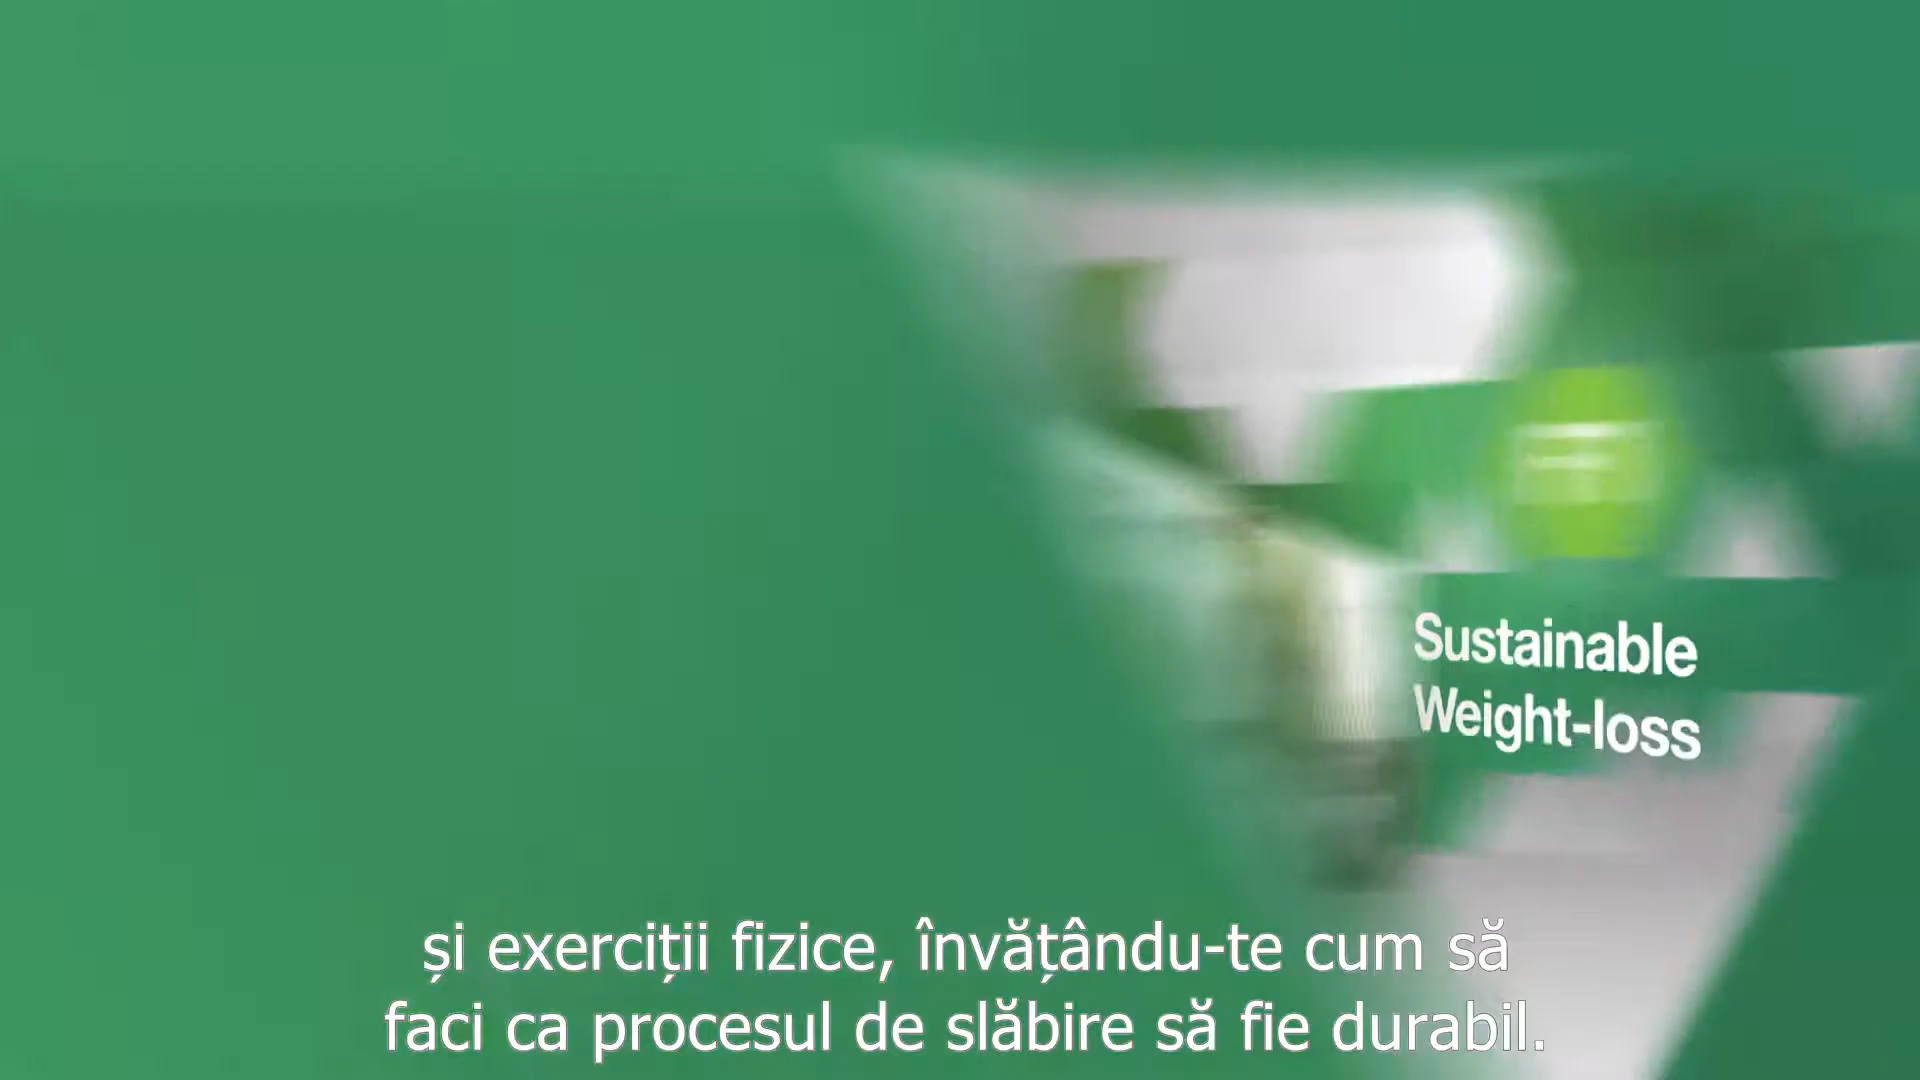 Sustainable
Weight-loss
și exerciții fizice, învățându-te cum să
faci ca procesul de slăbire să fie durabil.